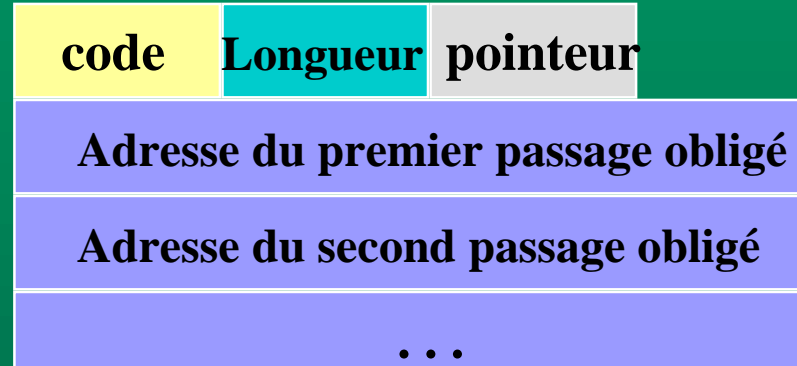 code Longueur pointeur
Adresse du premier passage obligé
Adresse du second passage obligé
. . .